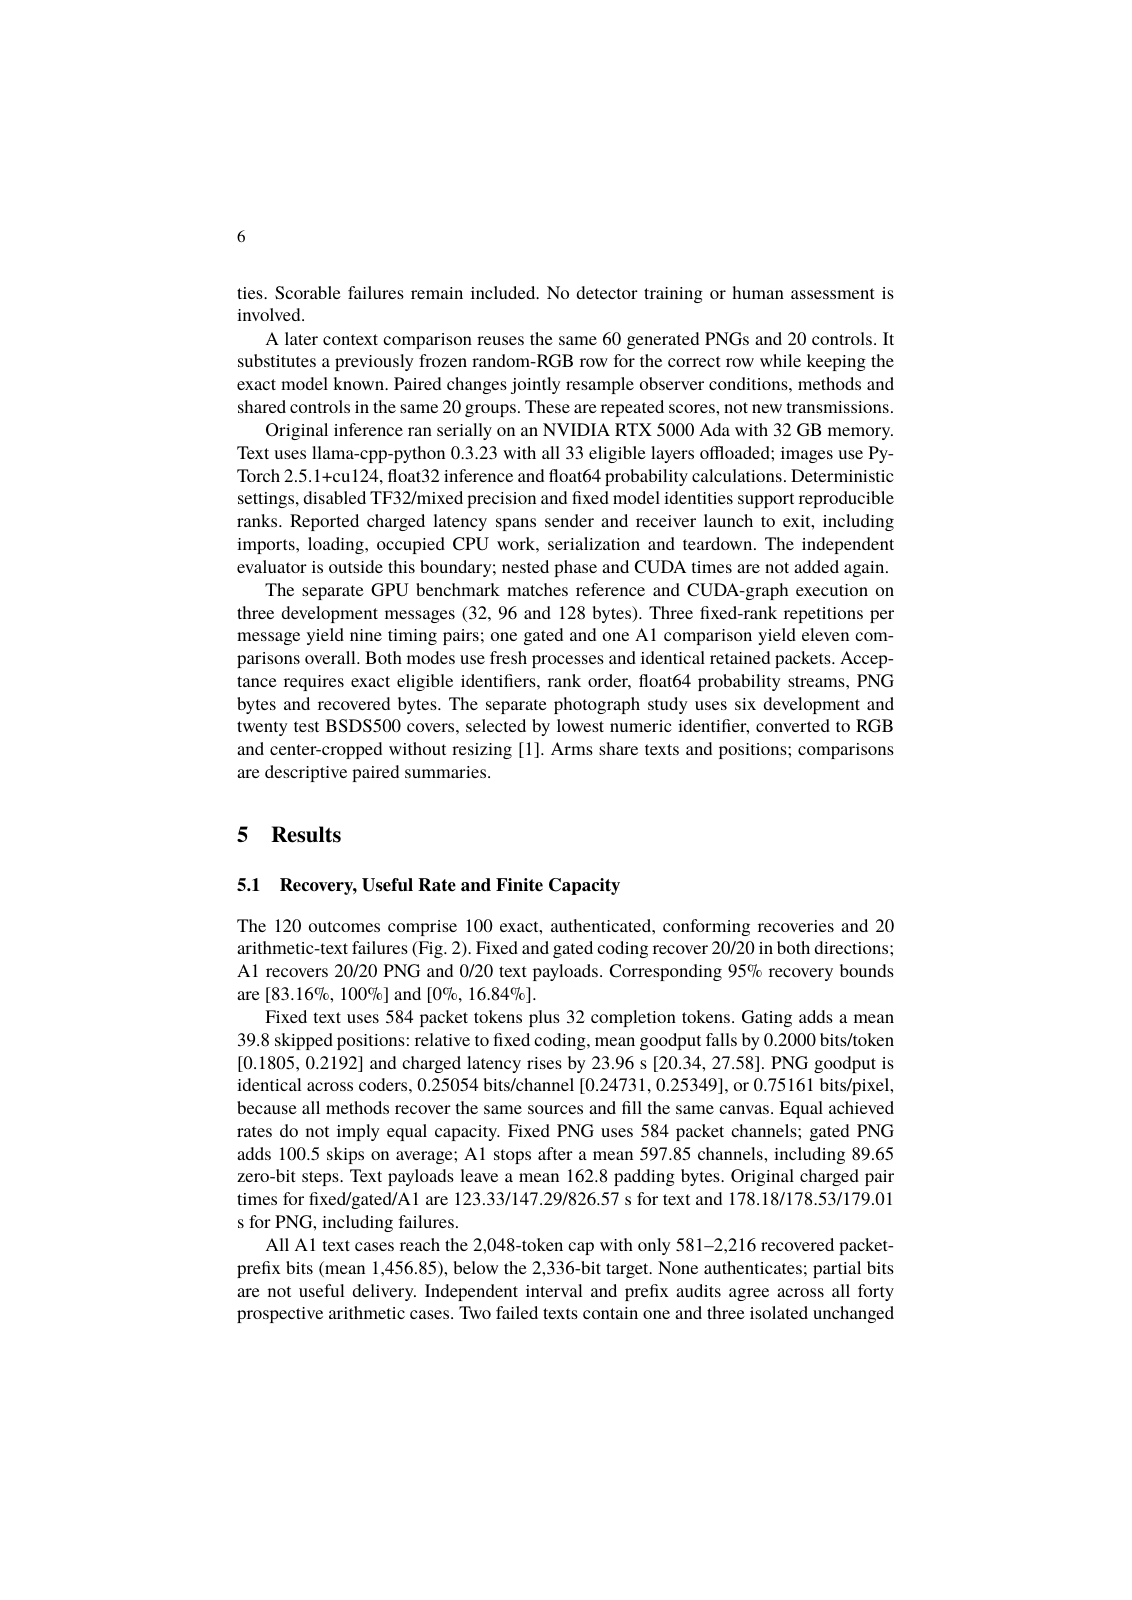 6
ties. Scorable failures remain included. No detector training or human assessment is
involved.
A later context comparison reuses the same 60 generated PNGs and 20 controls. It
substitutes a previously frozen random-RGB row for the correct row while keeping the
exact model known. Paired changes jointly resample observer conditions, methods and
shared controls in the same 20 groups. These are repeated scores, not new transmissions.
Original inference ran serially on an NVIDIA RTX 5000 Ada with 32 GB memory.
Text uses llama-cpp-python 0.3.23 with all 33 eligible layers offloaded; images use Py-
Torch 2.5.1+cu124, float32 inference and float64 probability calculations. Deterministic
settings, disabled TF32/mixed precision and fixed model identities support reproducible
ranks. Reported charged latency spans sender and receiver launch to exit, including
imports, loading, occupied CPU work, serialization and teardown. The independent
evaluator is outside this boundary; nested phase and CUDA times are not added again.
The separate GPU benchmark matches reference and CUDA-graph execution on
three development messages (32, 96 and 128 bytes). Three fixed-rank repetitions per
message yield nine timing pairs; one gated and one A1 comparison yield eleven com-
parisons overall. Both modes use fresh processes and identical retained packets. Accep-
tance requires exact eligible identifiers, rank order, float64 probability streams, PNG
bytes and recovered bytes. The separate photograph study uses six development and
twenty test BSDS500 covers, selected by lowest numeric identifier, converted to RGB
and center-cropped without resizing [1]. Arms share texts and positions; comparisons
are descriptive paired summaries.
5 Results
5.1 Recovery, Useful Rate and Finite Capacity
The 120 outcomes comprise 100 exact, authenticated, conforming recoveries and 20
arithmetic-text failures (Fig. 2). Fixed and gated coding recover 20/20 in both directions;
A1 recovers 20/20 PNG and 0/20 text payloads. Corresponding 95% recovery bounds
are [83.16%, 100%] and [0%, 16.84%].
Fixed text uses 584 packet tokens plus 32 completion tokens. Gating adds a mean
39.8 skipped positions: relative to fixed coding, mean goodput falls by 0.2000 bits/token
[0.1805, 0.2192] and charged latency rises by 23.96 s [20.34, 27.58]. PNG goodput is
identical across coders, 0.25054 bits/channel [0.24731, 0.25349], or 0.75161 bits/pixel,
because all methods recover the same sources and fill the same canvas. Equal achieved
rates do not imply equal capacity. Fixed PNG uses 584 packet channels; gated PNG
adds 100.5 skips on average; A1 stops after a mean 597.85 channels, including 89.65
zero-bit steps. Text payloads leave a mean 162.8 padding bytes. Original charged pair
times for fixed/gated/A1 are 123.33/147.29/826.57 s for text and 178.18/178.53/179.01
s for PNG, including failures.
All A1 text cases reach the 2,048-token cap with only 581–2,216 recovered packet-
prefix bits (mean 1,456.85), below the 2,336-bit target. None authenticates; partial bits
are not useful delivery. Independent interval and prefix audits agree across all forty
prospective arithmetic cases. Two failed texts contain one and three isolated unchanged